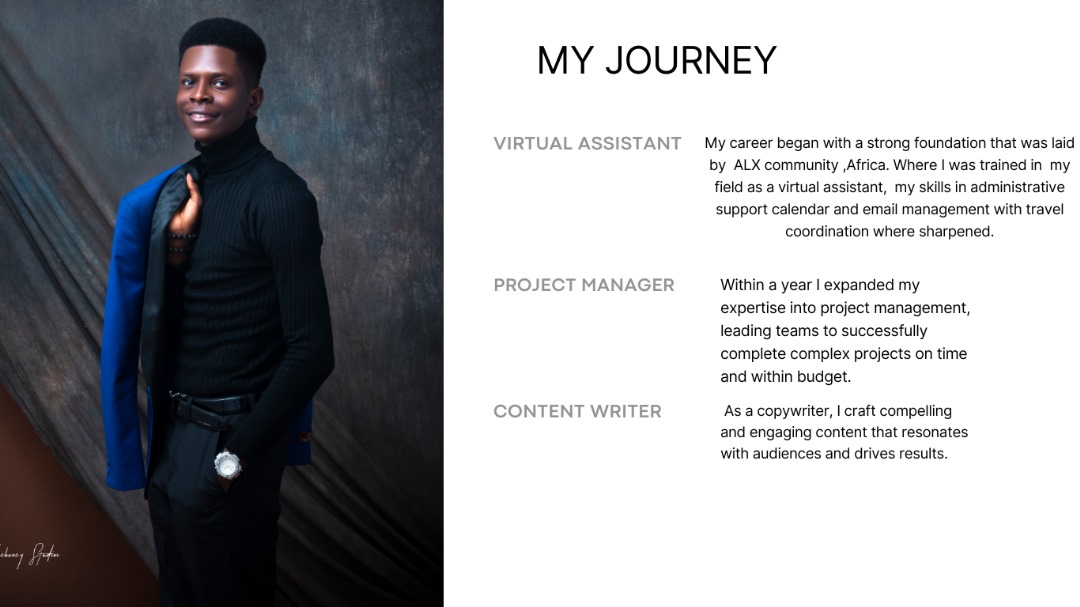 MY JOURNEY
VIRTUAL ASSISTANT
My career began with a strong foundation that was laid
by ALX community ,Africa. Where I was trained in my
field as a virtual assistant, my skills in administrative
support calendar and email management with travel
coordination where sharpened.
PROJECT MANAGER
Within a year I expanded my
expertise into project management,
leading teams to successfully
complete complex projects on time
and within budget.
CONTENT WRITER
As a copywriter, I craft compelling
and engaging content that resonates
with audiences and drives results.